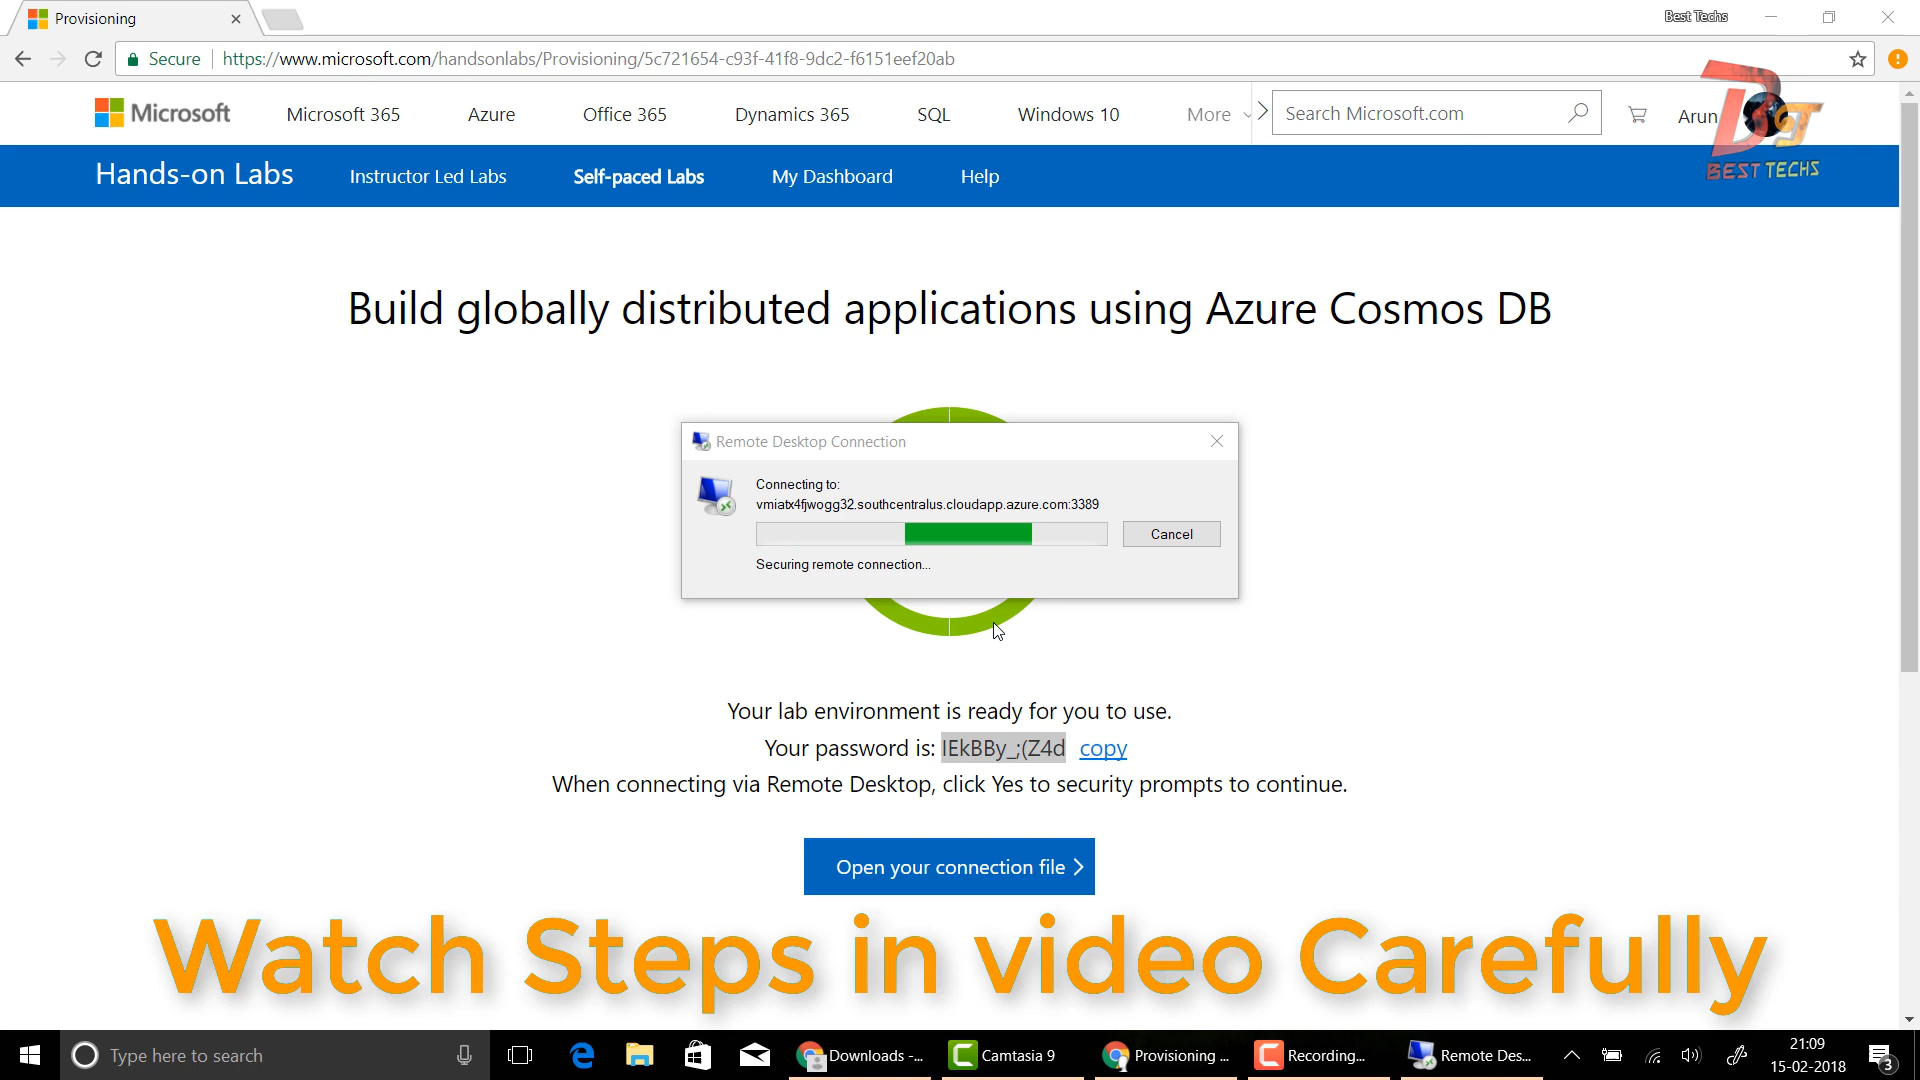 Provisioning
Best Techs
Secure
https://www.microsoft.com/handsonlabs/Provisioning/5c721654-c93f-41f8-9dc2-f6151eef20ab
Microsoft
Microsoft 365
Azure
Office 365
Dynamics 365
SQL
Windows 10
More
Search Microsoft.com
Arun
BEST TECHS
Hands-on Labs
Instructor Led Labs
Self-paced Labs
My Dashboard
Help
Build globally distributed applications using Azure Cosmos DB
Remote Desktop Connection
Connecting to:
vmiatx4fjwogg32.southcentralus.cloudapp.azure.com:3389
Cancel
Securing remote connection...
Your lab environment is ready for you to use.
Your password is: IEkBBy_;(Z4d copy
When connecting via Remote Desktop, click Yes to security prompts to continue.
Open your connection file
Watch Steps in video Carefully
Type here to search
Downloads -...
Camtasia 9
Provisioning ...
Recording...
Remote Des...
21:09
15-02-2018
3